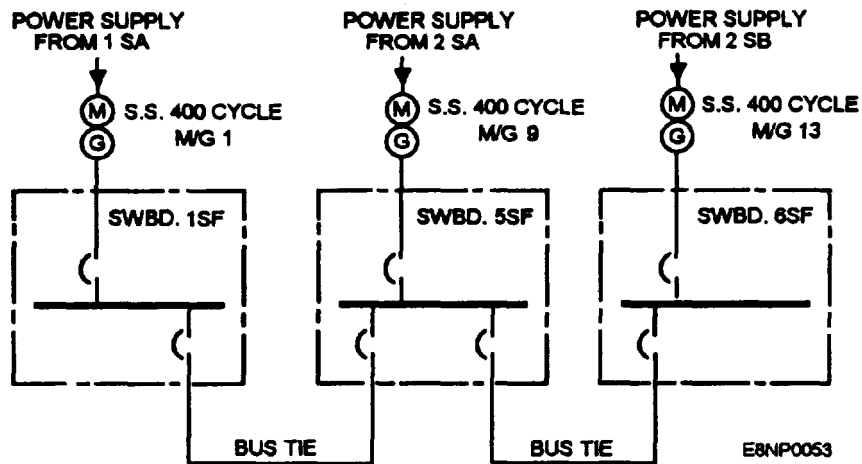 POWER SUPPLY
FROM 1 SA
POWER SUPPLY
FROM 2 SA
POWER SUPPLY
FROM 2 SB
M
G
S.S. 400 CYCLE
M/G 1
M
G
S.S. 400 CYCLE
M/G 9
M
G
S.S. 400 CYCLE
M/G 13
SWBD. 1SF
SWBD. 5SF
SWBD. 6SF
BUS TIE
BUS TIE
E8NP0053